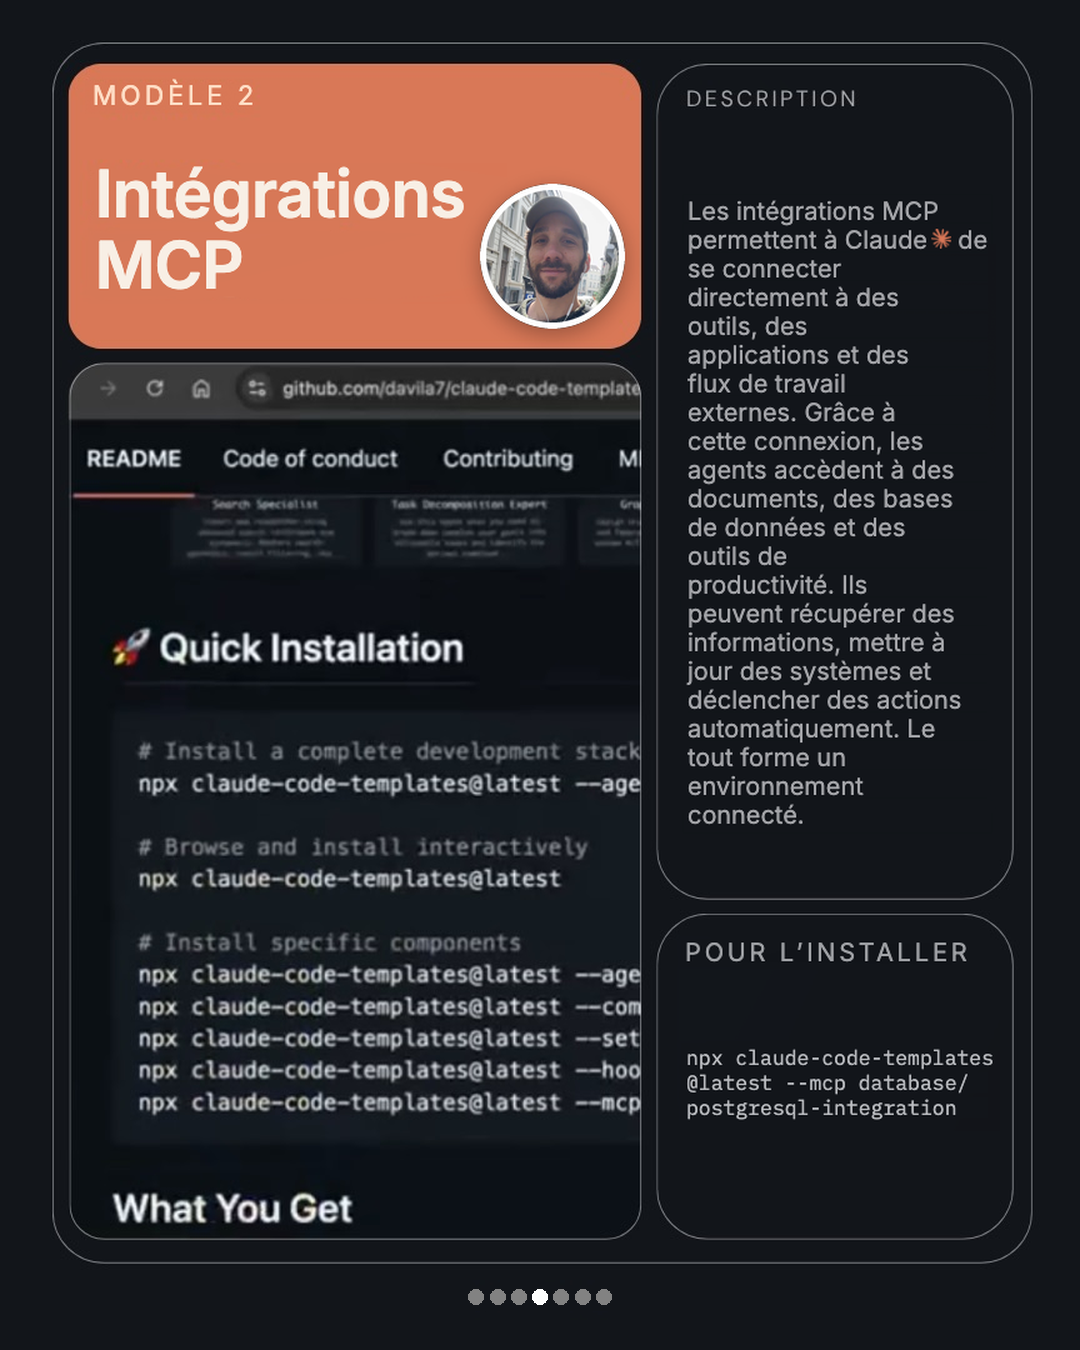 MODÈLE 2
Intégrations
MCP
github.com/davila7/claude-code-template
README Code of conduct Contributing
Search Specialist Task Decomposition Expert
🚀 Quick Installation
# Install a complete development stack
npx claude-code-templates@latest --age
# Browse and install interactively
npx claude-code-templates@latest
# Install specific components
npx claude-code-templates@latest --age
npx claude-code-templates@latest --com
npx claude-code-templates@latest --set
npx claude-code-templates@latest --hoo
npx claude-code-templates@latest --mcp
What You Get
DESCRIPTION
Les intégrations MCP
permettent à Claude de
se connecter
directement à des
outils, des
applications et des
flux de travail
externes. Grâce à
cette connexion, les
agents accèdent à des
documents, des bases
de données et des
outils de
productivité. Ils
peuvent récupérer des
informations, mettre à
jour des systèmes et
déclencher des actions
automatiquement. Le
tout forme un
environnement
connecté.
POUR L’INSTALLER
npx claude-code-templates
@latest --mcp database/
postgresql-integration